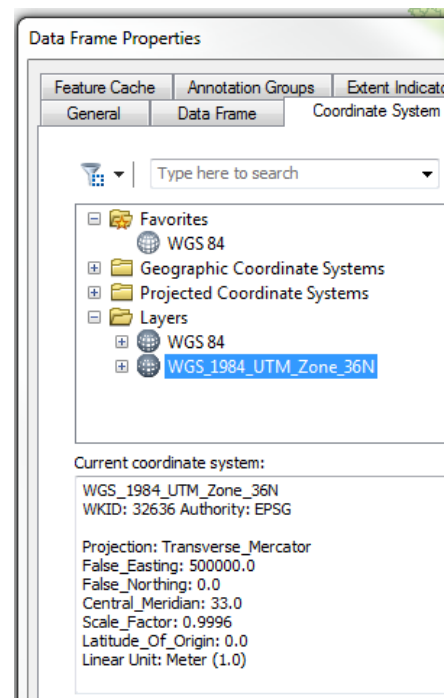 Data Frame Properties
Feature Cache Annotation Groups Extent Indicato
General Data Frame Coordinate System
Type here to search
Favorites
WGS 84
Geographic Coordinate Systems
Projected Coordinate Systems
Layers
WGS 84
WGS_1984_UTM_Zone_36N
Current coordinate system:
WGS_1984_UTM_Zone_36N
WKID: 32636 Authority: EPSG
Projection: Transverse_Mercator
False_Easting: 500000.0
False_Northing: 0.0
Central_Meridian: 33.0
Scale_Factor: 0.9996
Latitude_Of_Origin: 0.0
Linear Unit: Meter (1.0)